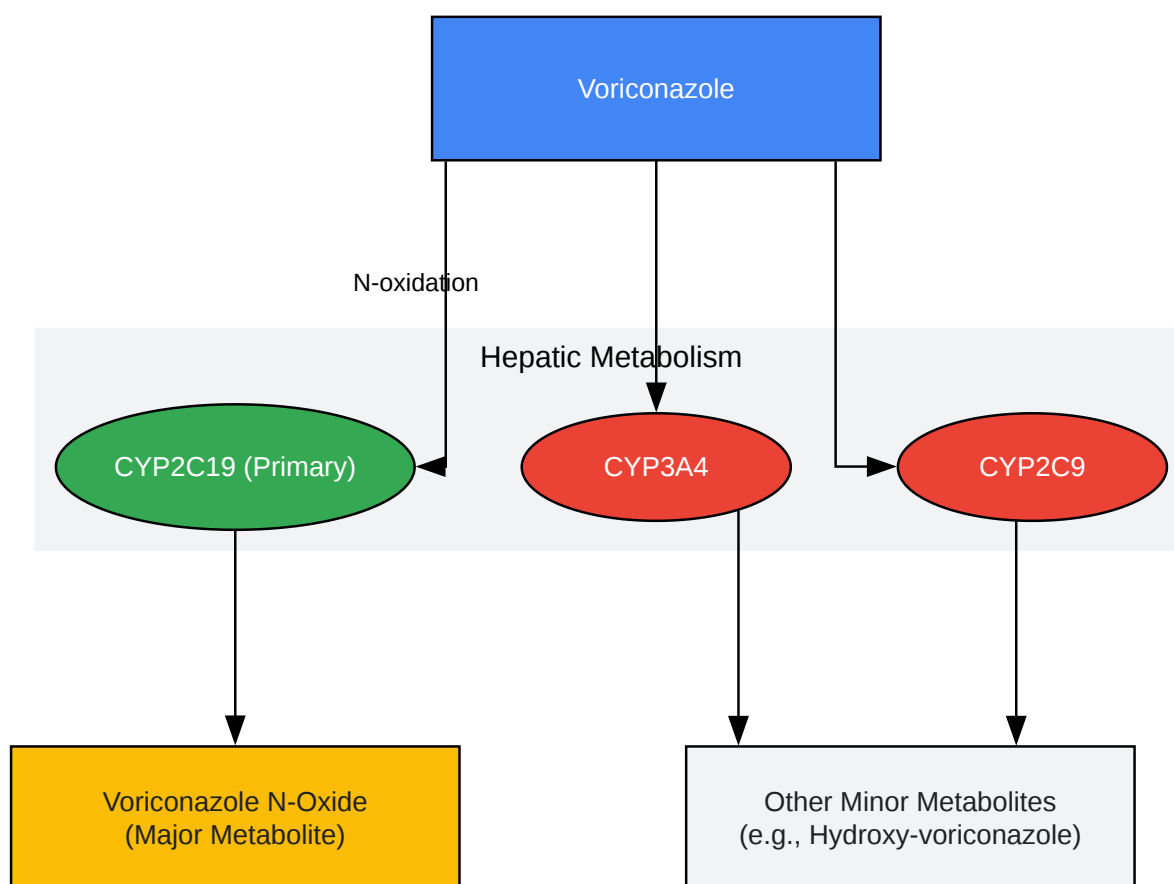 Voriconazole
N-oxidation
Hepatic Metabolism
CYP2C19 (Primary)
CYP3A4
CYP2C9
Voriconazole N-Oxide
(Major Metabolite)
Other Minor Metabolites
(e.g., Hydroxy-voriconazole)